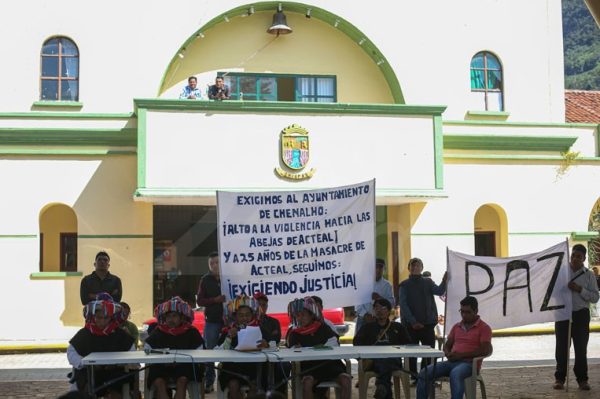 EXIGIMOS AL AYUNTAMIENTO
DE CHENALHO:
¡ALTO A LA VIOLENCIA HACIA LAS
ABEJAS DE ACTEAL¡
Y A 25 AÑOS DE LA MASACRE DE
ACTEAL, SEGUIMOS:
¡EXIGIENDO JUSTICIA¡
PAZ